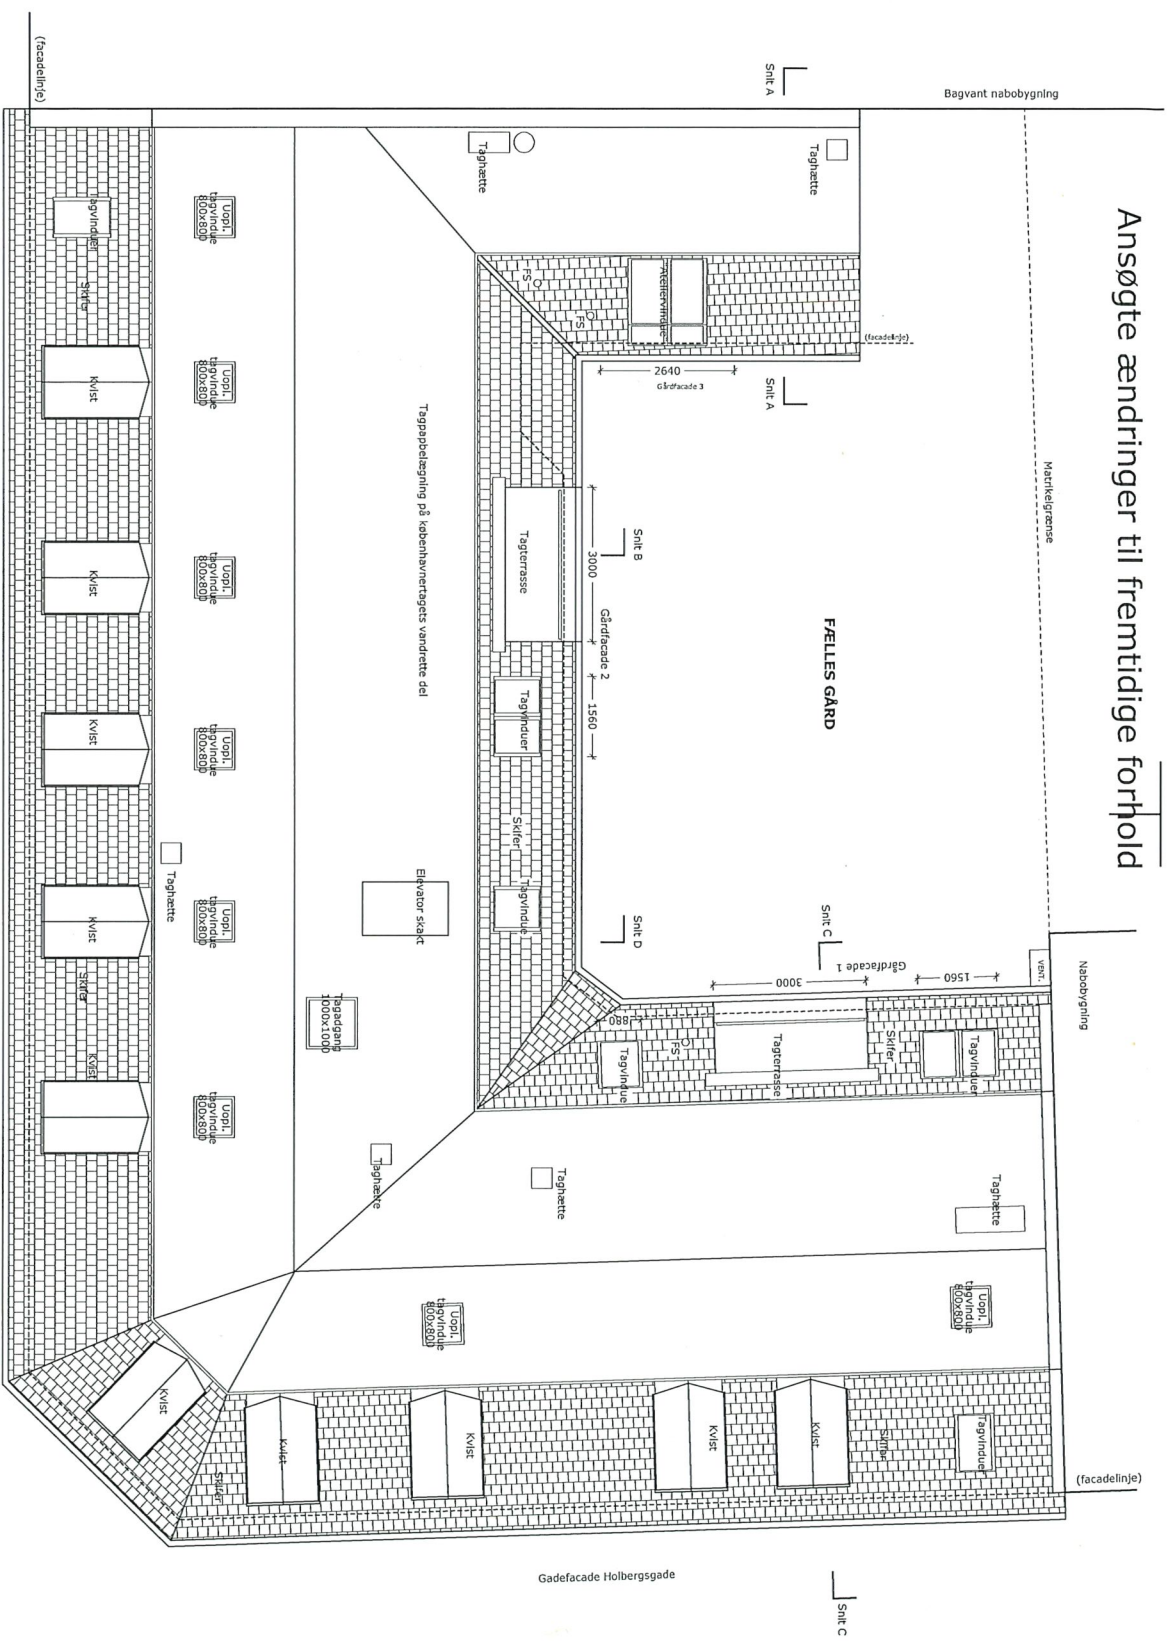 Ansøgte ændringer til fremtidige forhold
(facadelinje)
Snit A
Bagvant nabobygning
Taghætte
Taghætte
Uopl.
tagvindue
800x800
Tagvinduer
Skifer
FS
FS
Ateliervindue
(facadelinje)
2640
Gårdfacade 3
Snit A
Kvist
Uopl.
tagvindue
800x800
Tagpapbelægning på københavnertagets vandrette del
Matrikelgrænse
Snit B
Tagterrasse
3000
Gårdfacade 2
Kvist
Uopl.
tagvindue
800x800
FÆLLES GÅRD
Tagvinduer
1560
Kvist
Uopl.
tagvindue
800x800
Skifer
Taghætte
Elevator skakt
Tagvindue
Snit D
Snit C
Kvist
Uopl.
tagvindue
800x800
Skifer
Gårdfacade 1
3000
1560
VENT.
Nabobygning
Tagadgang
1000x1000
880
FS
Tagvindue
Tagterrasse
Skifer
Tagvinduer
Kvist
Uopl.
tagvindue
800x800
Taghætte
Taghætte
Taghætte
Uopl.
tagvindue
800x800
Uopl.
tagvindue
800x800
Kvist
Skifer
Kvist
Kvist
Kvist
Kvist
Skifer
Tagvinduer
(facadelinje)
Gadefacade Holbergsgade
Snit C